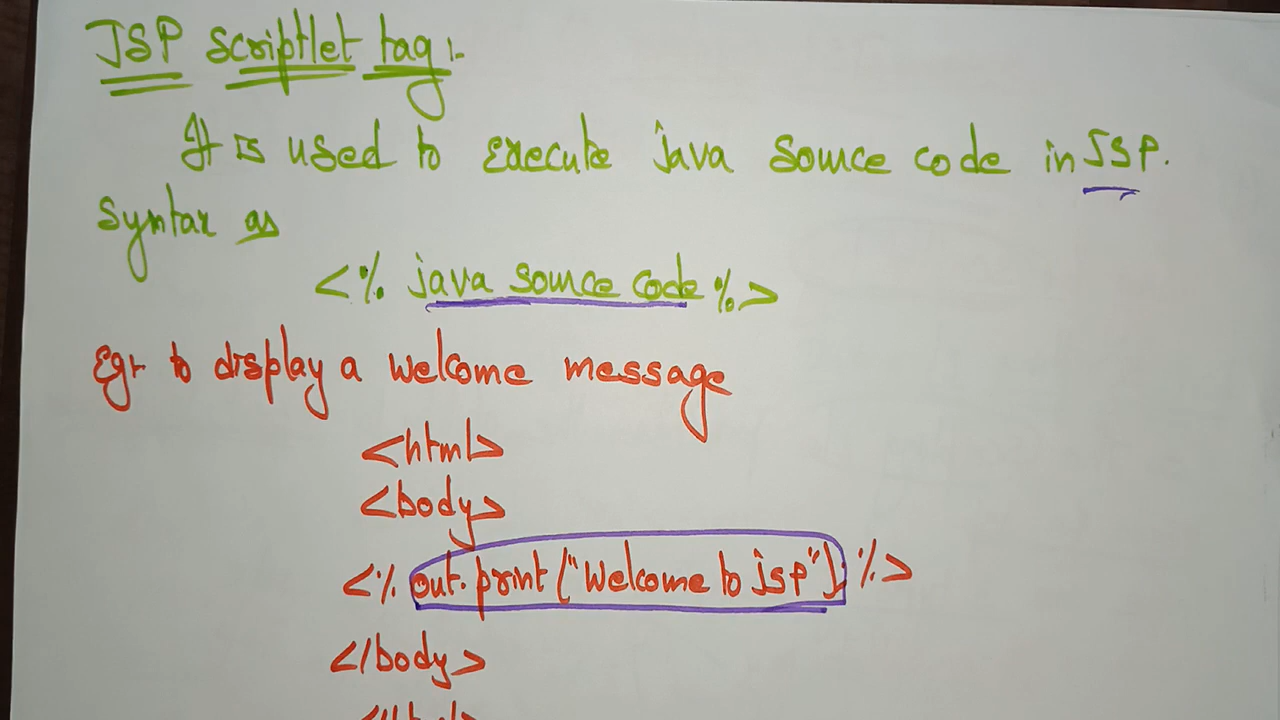 JSP scriptlet tag:-
It is used to execute java source code in JSP.
Syntax as
<% java source code %>
Eg:- to display a welcome message
<html>
<body>
<% out.print("Welcome to jsp"); %>
</body>
</html>